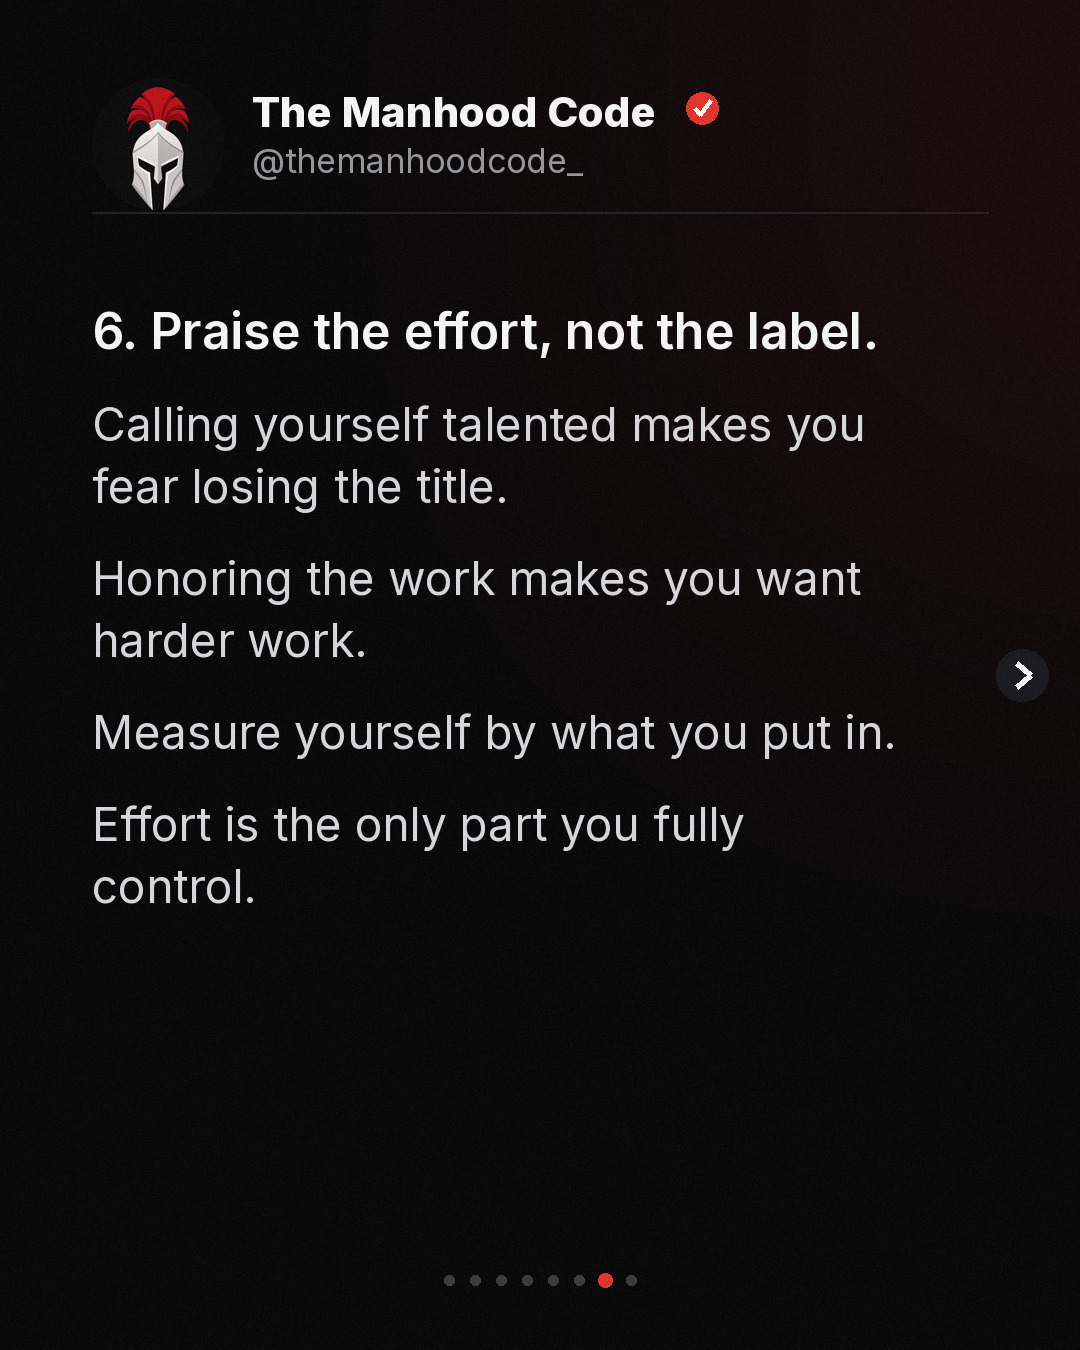 The Manhood Code
@themanhoodcode_
6. Praise the effort, not the label.
Calling yourself talented makes you
fear losing the title.
Honoring the work makes you want
harder work.
Measure yourself by what you put in.
Effort is the only part you fully
control.